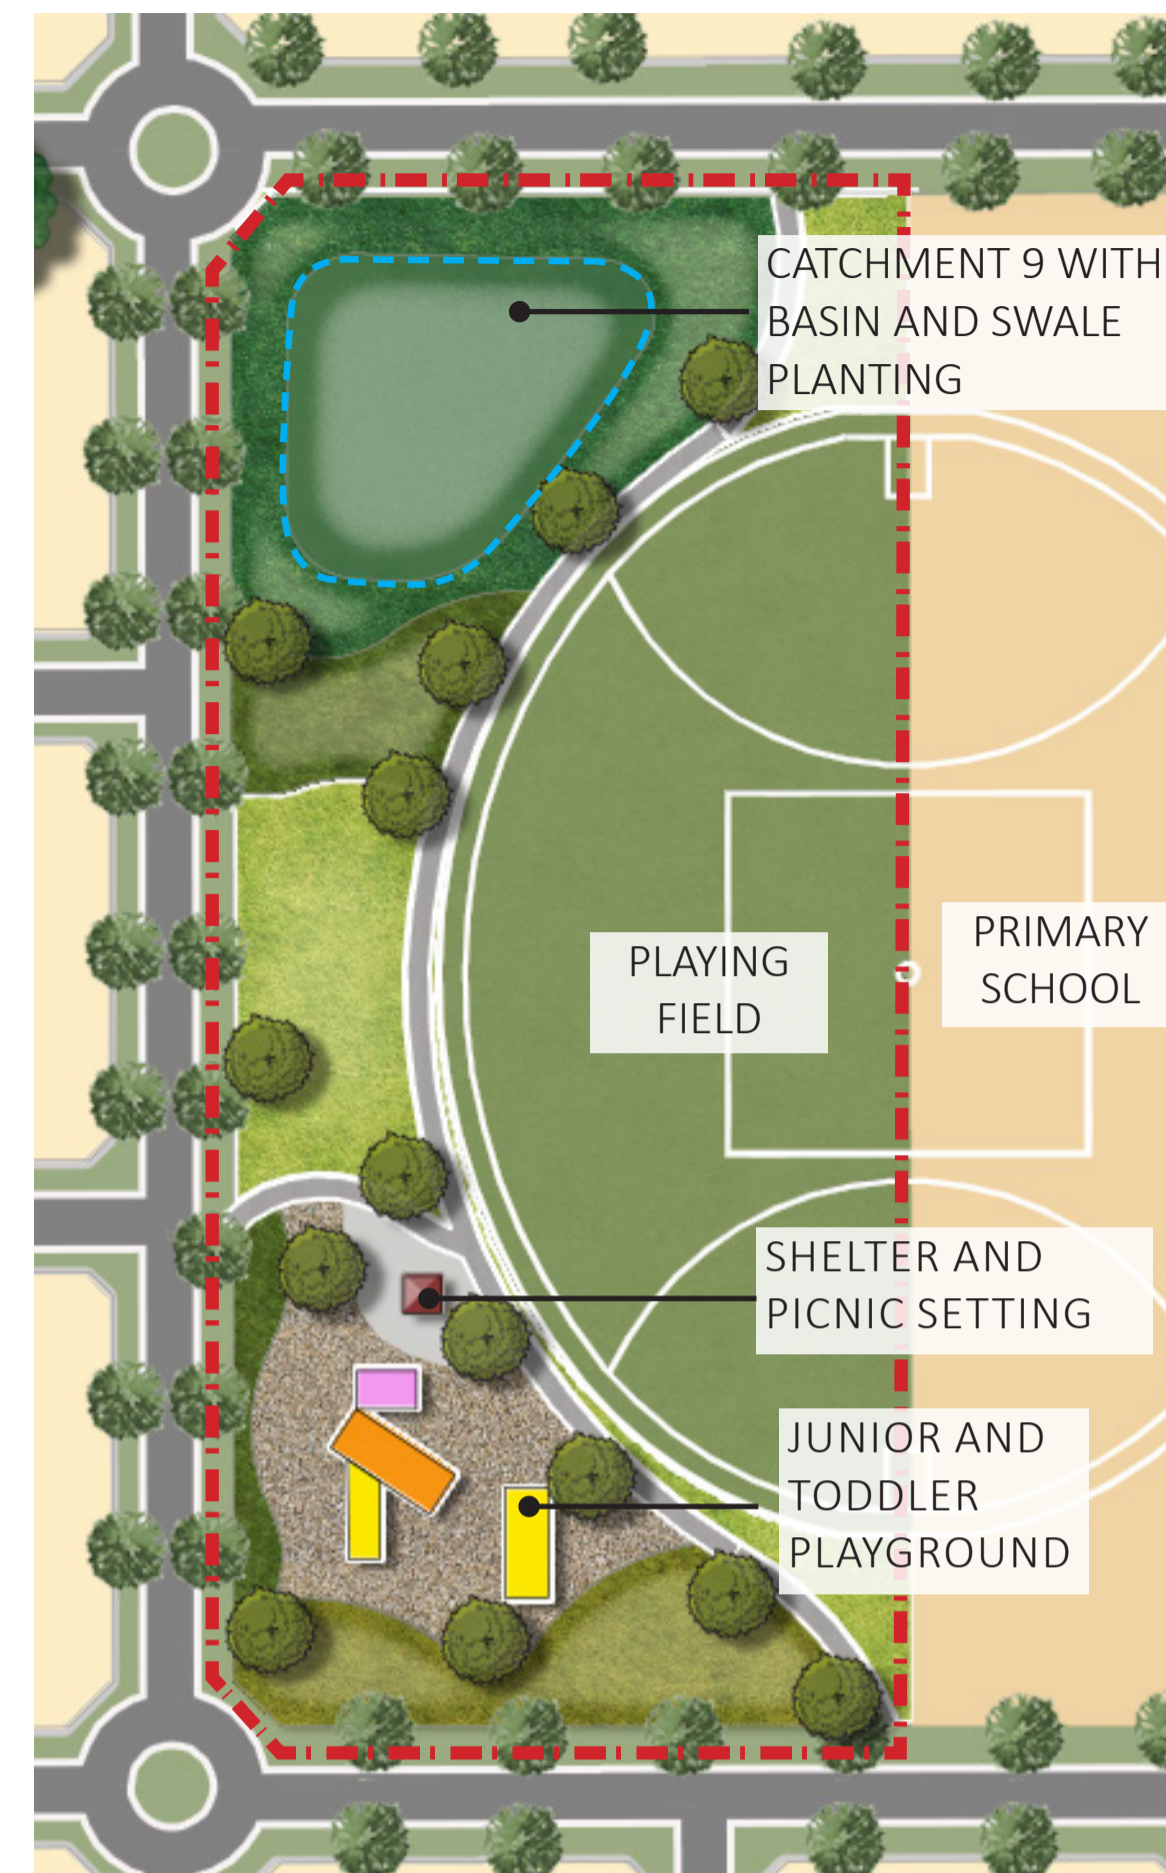 CATCHMENT 9 WITH
BASIN AND SWALE
PLANTING
PLAYING
FIELD
PRIMARY
SCHOOL
SHELTER AND
PICNIC SETTING
JUNIOR AND
TODDLER
PLAYGROUND